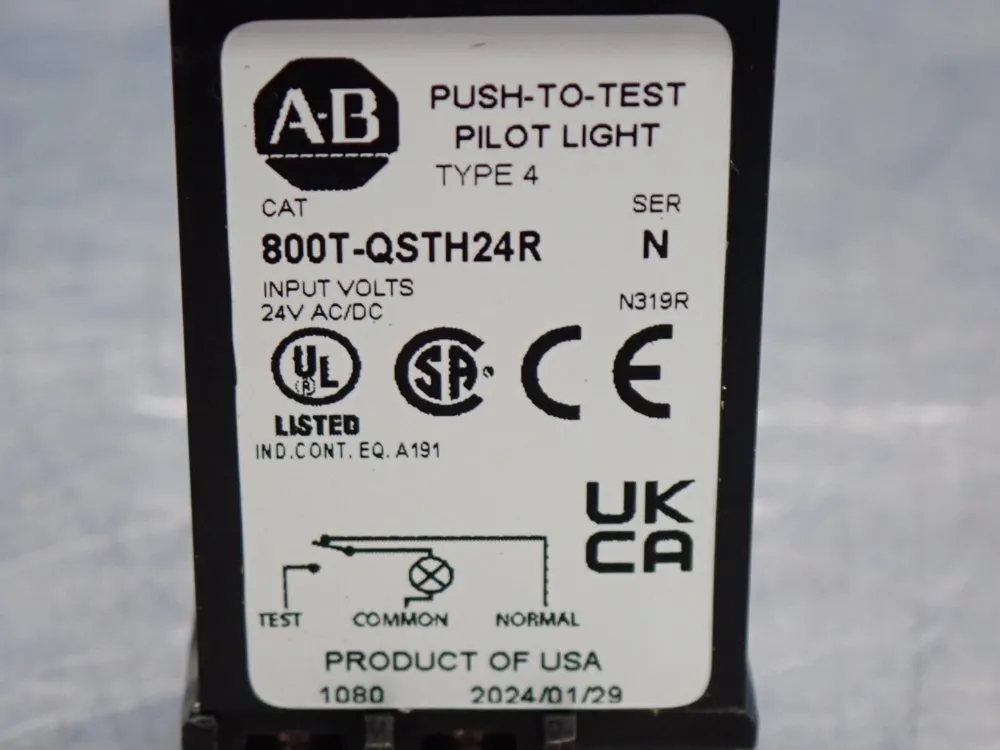 A-B
PUSH-TO-TEST
PILOT LIGHT
TYPE 4
CAT SER
800T-QSTH24R N
INPUT VOLTS
24V AC/DC N319R
UL ® SA CE
LISTED
IND.CONT. EQ. A191
UK
CA
TEST COMMON NORMAL
PRODUCT OF USA
1080 2024/01/29